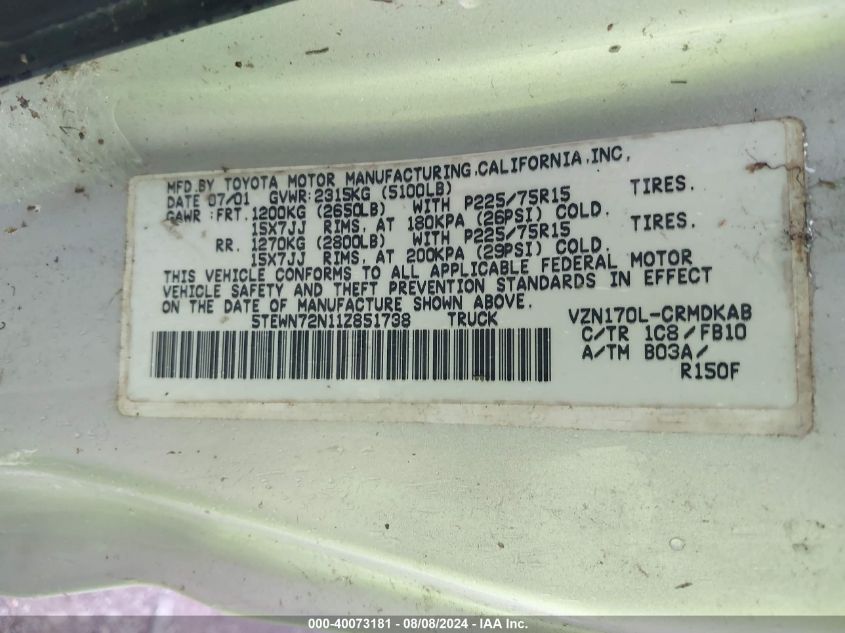 MFD.BY TOYOTA MOTOR MANUFACTURING,CALIFORNIA,INC.
DATE 07/01 GVWR:2315KG (5100LB)
GAWR:FRT.1200KG (2650LB) WITH P225/75R15 TIRES.
15X7JJ RIMS, AT 180KPA (26PSI) COLD.
RR. 1270KG (2800LB) WITH P225/75R15 TIRES.
15X7JJ RIMS, AT 200KPA (29PSI) COLD.
THIS VEHICLE CONFORMS TO ALL APPLICABLE FEDERAL MOTOR
VEHICLE SAFETY AND THEFT PREVENTION STANDARDS IN EFFECT
ON THE DATE OF MANUFACTURE SHOWN ABOVE.
5TEWN72N11Z851738 TRUCK VZN170L-CRMDKAB
C/TR 1C8/FB10
A/TM B03A/
R150F
000-40073181 - 08/08/2024 - IAA Inc.